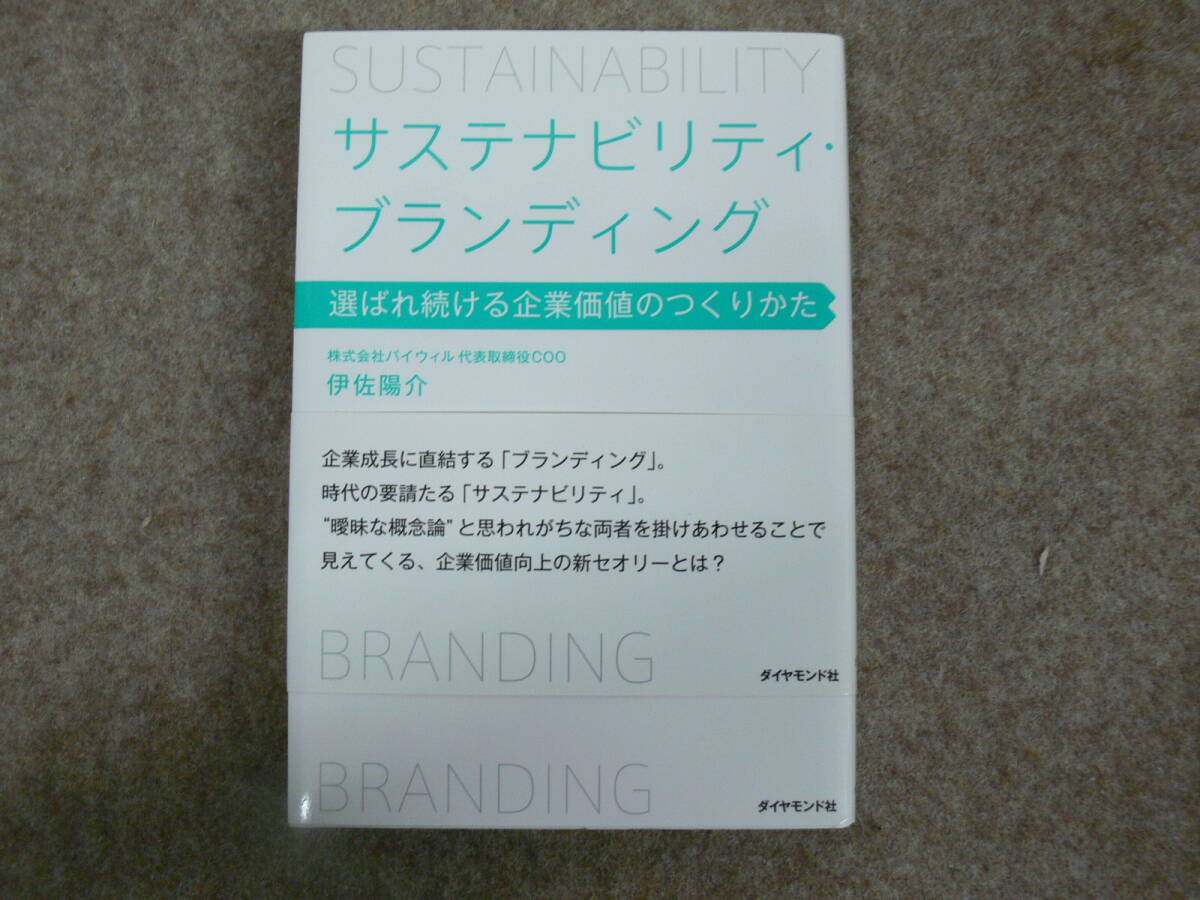 SUSTAINABILITY
サステナビリティ・
ブランディング
選ばれ続ける企業価値のつくりかた
株式会社バイウィル 代表取締役COO
伊佐陽介
企業成長に直結する「ブランディング」。
時代の要請たる「サステナビリティ」。
“曖昧な概念論”と思われがちな両者を掛けあわせることで
見えてくる、企業価値向上の新セオリーとは？
BRANDING
ダイヤモンド社
BRANDING
ダイヤモンド社